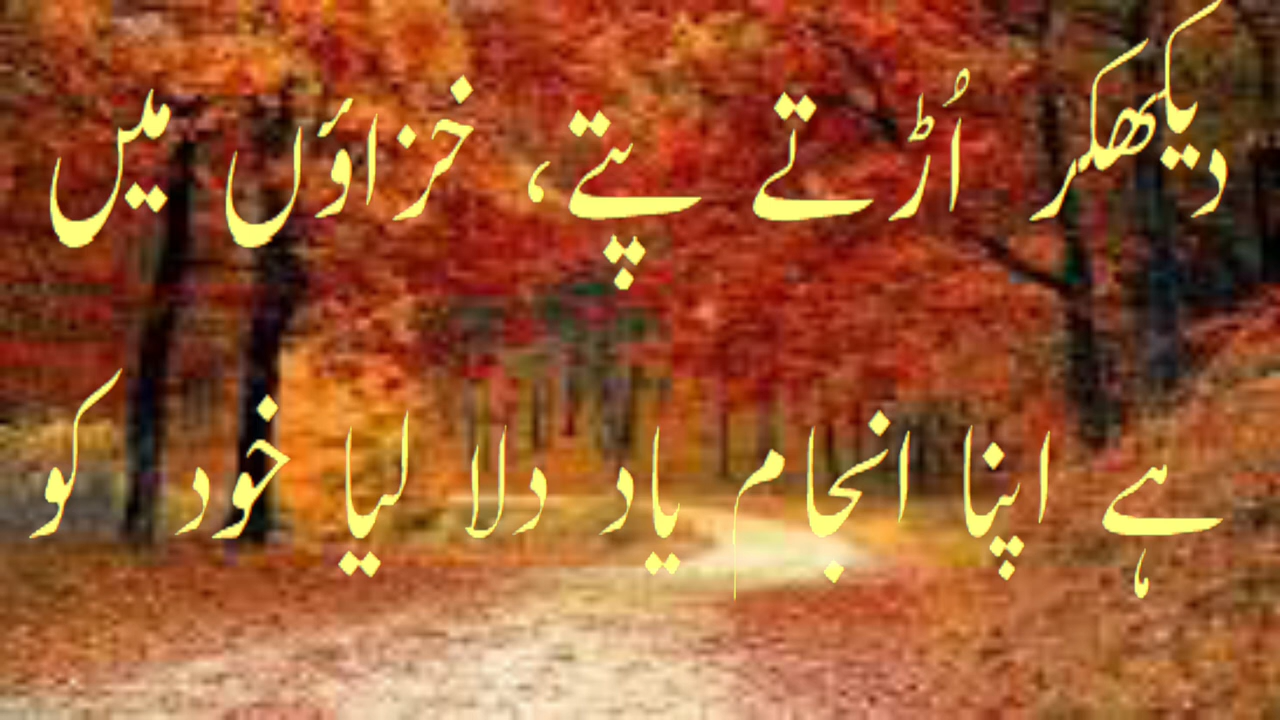 دیکھکر اُڑتے پتے، خزاؤں میں
ہے اپنا انجام یاد دلا لیا خود کو